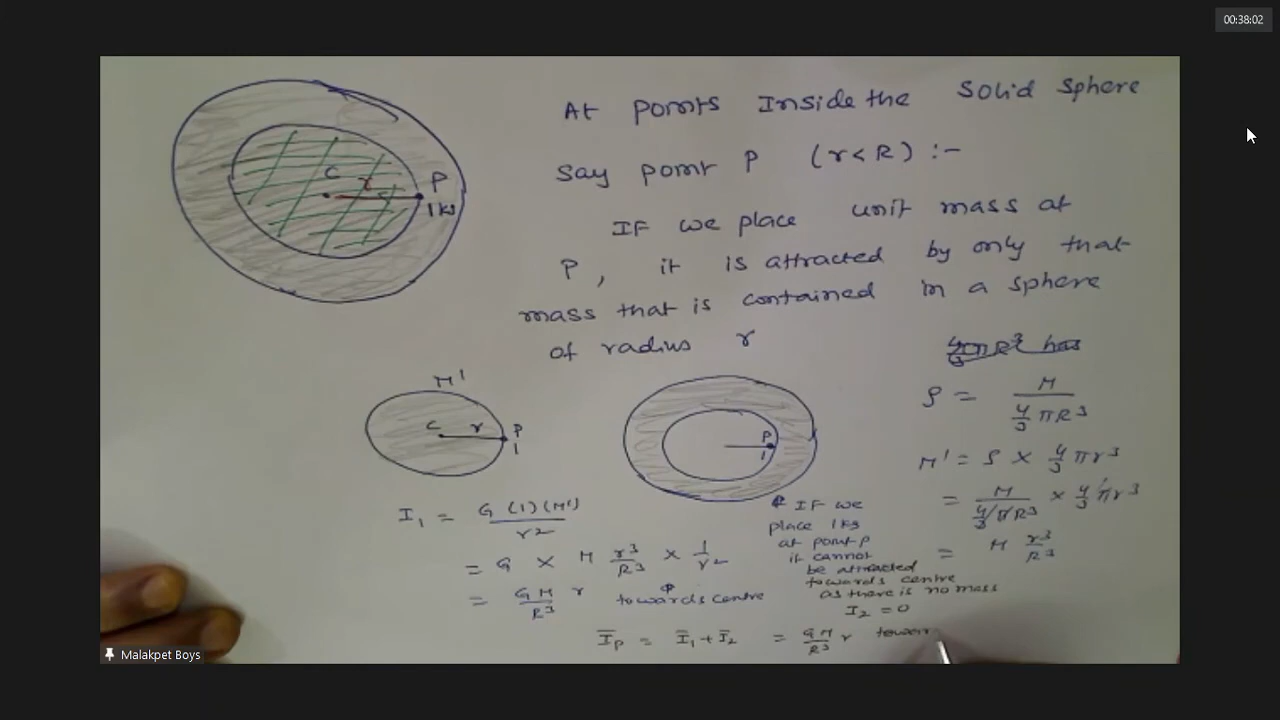 00:38:02
At points Inside the Solid Sphere
Say point P (r<R) :-
IF we place unit mass at
P, it is attracted by only that
mass that is contained in a sphere
of radius r
C r P
1kg
M'
C r P
1
P
1
ρ = M / 4/3 πR³
M' = ρ × 4/3 πr³
= M / 4/3 πR³ × 4/3 πr³
= M r³/R³
I₁ = G (1) (M') / r²
= G × M r³/R³ × 1/r²
= GM/R³ r towards centre
IF we
place 1kg
at point P
it cannot
be attracted
towards centre
as there is no mass
I₂ = 0
I̅p = I̅₁ + I̅₂ = GM/R³ r towar
Malakpet Boys